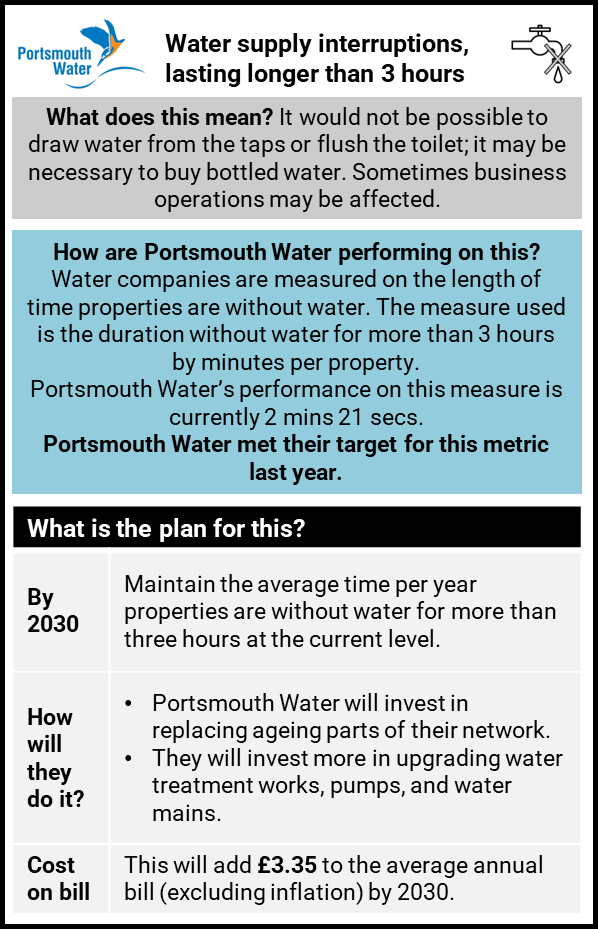 Portsmouth
Water
Water supply interruptions,
lasting longer than 3 hours
What does this mean? It would not be possible to
draw water from the taps or flush the toilet; it may be
necessary to buy bottled water. Sometimes business
operations may be affected.
How are Portsmouth Water performing on this?
Water companies are measured on the length of
time properties are without water. The measure used
is the duration without water for more than 3 hours
by minutes per property.
Portsmouth Water’s performance on this measure is
currently 2 mins 21 secs.
Portsmouth Water met their target for this metric
last year.
What is the plan for this?
By
2030
Maintain the average time per year
properties are without water for more than
three hours at the current level.
How
will
they
do it?
• Portsmouth Water will invest in
replacing ageing parts of their network.
• They will invest more in upgrading water
treatment works, pumps, and water
mains.
Cost
on bill
This will add £3.35 to the average annual
bill (excluding inflation) by 2030.